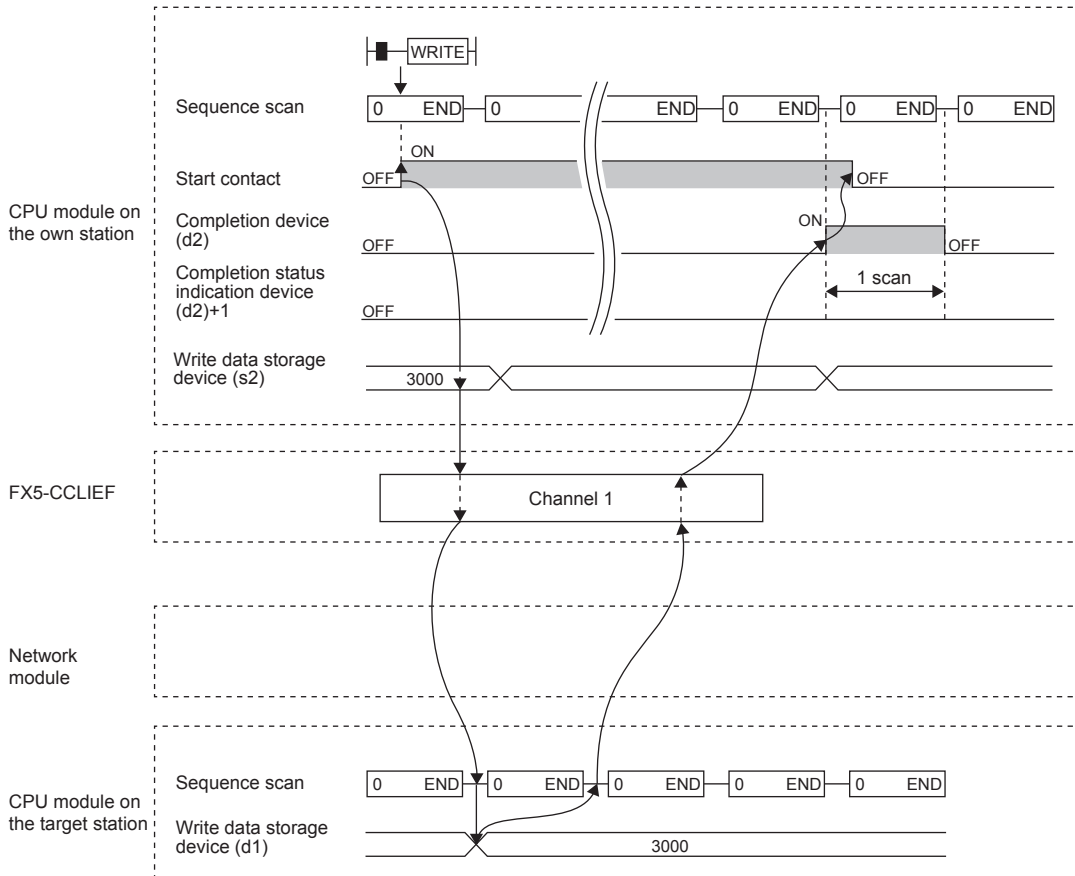 WRITE
Sequence scan
0 END 0 END 0 END 0 END 0 END
ON
Start contact
OFF
OFF
CPU module on
the own station
Completion device
(d2)
ON
OFF
OFF
Completion status
indication device
(d2)+1
1 scan
OFF
Write data storage
device (s2)
3000
FX5-CCLIEF
Channel 1
Network
module
CPU module on
the target station
Sequence scan
0 END 0 END 0 END 0 END 0 END
Write data storage
device (d1)
3000